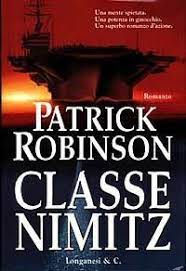 Una mente spietata.
Una potenza in ginocchio.
Un superbo romanzo d'azione.
Romanzo
PATRICK
ROBINSON
CLASSE
NIMITZ
Longanesi & C.